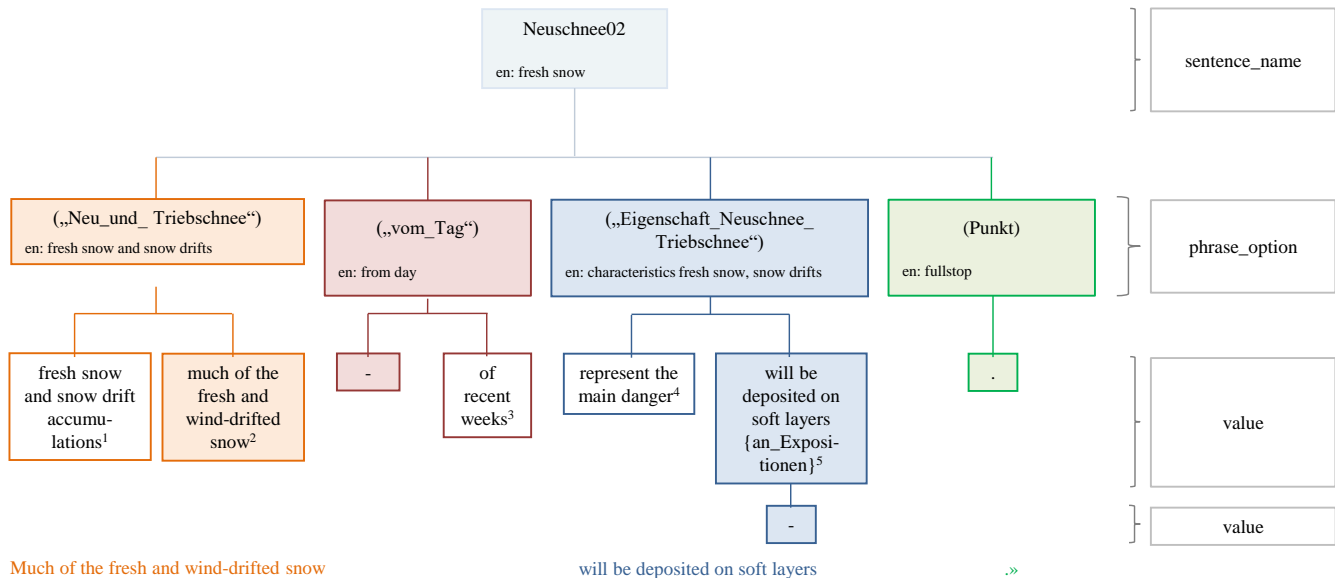 Neuschnee02
en: fresh snow
sentence_name
(„Neu_und_ Triebschnee“)
en: fresh snow and snow drifts
(„vom_Tag“)
en: from day
(„Eigenschaft_Neuschnee_
Triebschnee“)
en: characteristics fresh snow, snow drifts
(Punkt)
en: fullstop
phrase_option
fresh snow
and snow drift
accumu-
lations1
much of the
fresh and
wind-drifted
snow2
-
of
recent
weeks3
represent the
main danger4
will be
deposited on
soft layers
{an_Exposi-
tionen}5
.
value
-
value
Much of the fresh and wind-drifted snow
will be deposited on soft layers
.»